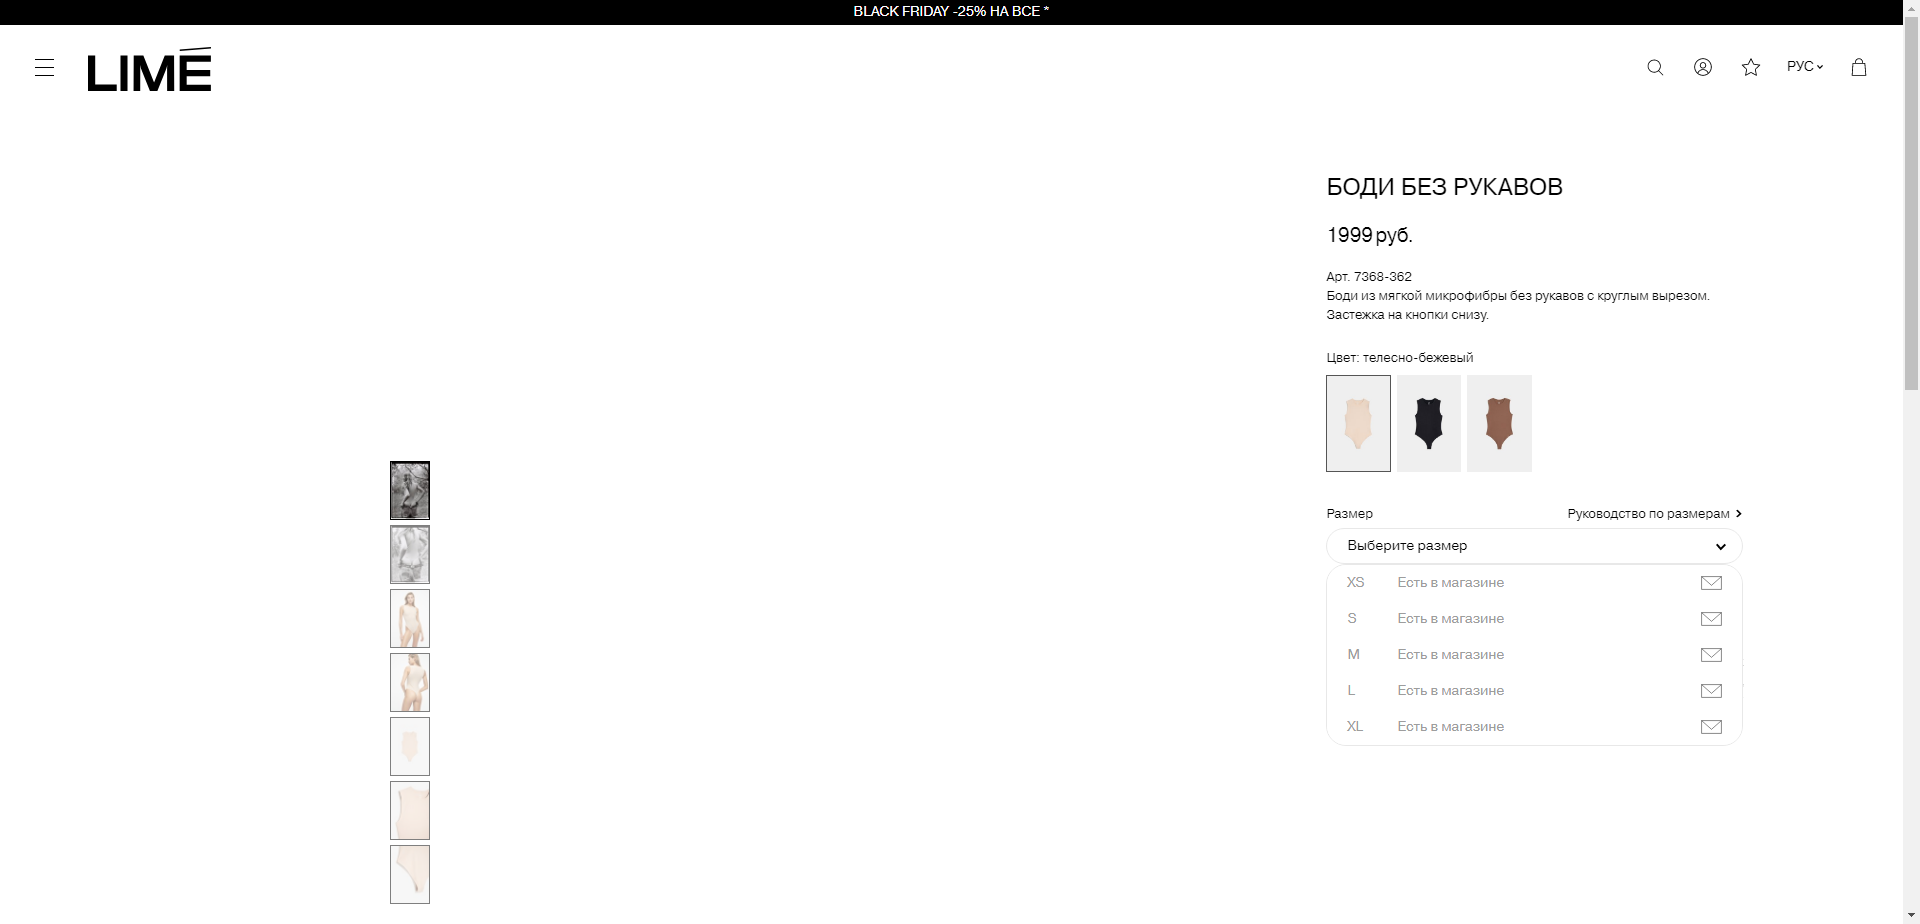 BLACK FRIDAY -25% НА ВСЕ *
LIMÉ
РУС
БОДИ БЕЗ РУКАВОВ
1999 руб.
Арт. 7368-362
Боди из мягкой микрофибры без рукавов с круглым вырезом.
Застежка на кнопки снизу.
Цвет: телесно-бежевый
Размер
Руководство по размерам
Выберите размер
XS Есть в магазине
S Есть в магазине
M Есть в магазине
L Есть в магазине
XL Есть в магазине